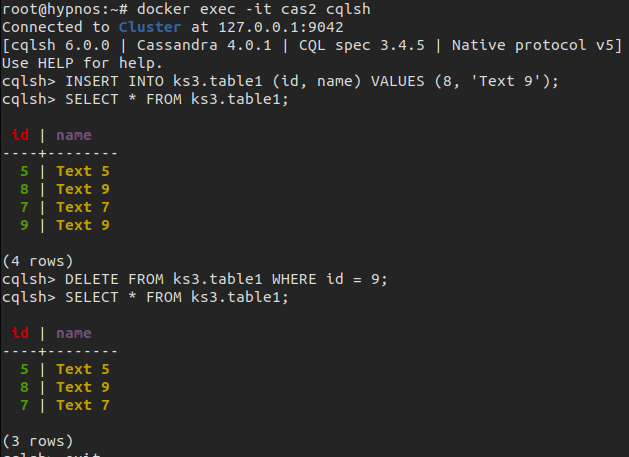 root@hypnos:~# docker exec -it cas2 cqlsh
Connected to Cluster at 127.0.0.1:9042
[cqlsh 6.0.0 | Cassandra 4.0.1 | CQL spec 3.4.5 | Native protocol v5]
Use HELP for help.
cqlsh> INSERT INTO ks3.table1 (id, name) VALUES (8, 'Text 9');
cqlsh> SELECT * FROM ks3.table1;
 id | name
----+--------
  5 | Text 5
  8 | Text 9
  7 | Text 7
  9 | Text 9
(4 rows)
cqlsh> DELETE FROM ks3.table1 WHERE id = 9;
cqlsh> SELECT * FROM ks3.table1;
 id | name
----+--------
  5 | Text 5
  8 | Text 9
  7 | Text 7
(3 rows)
cqlsh> exit